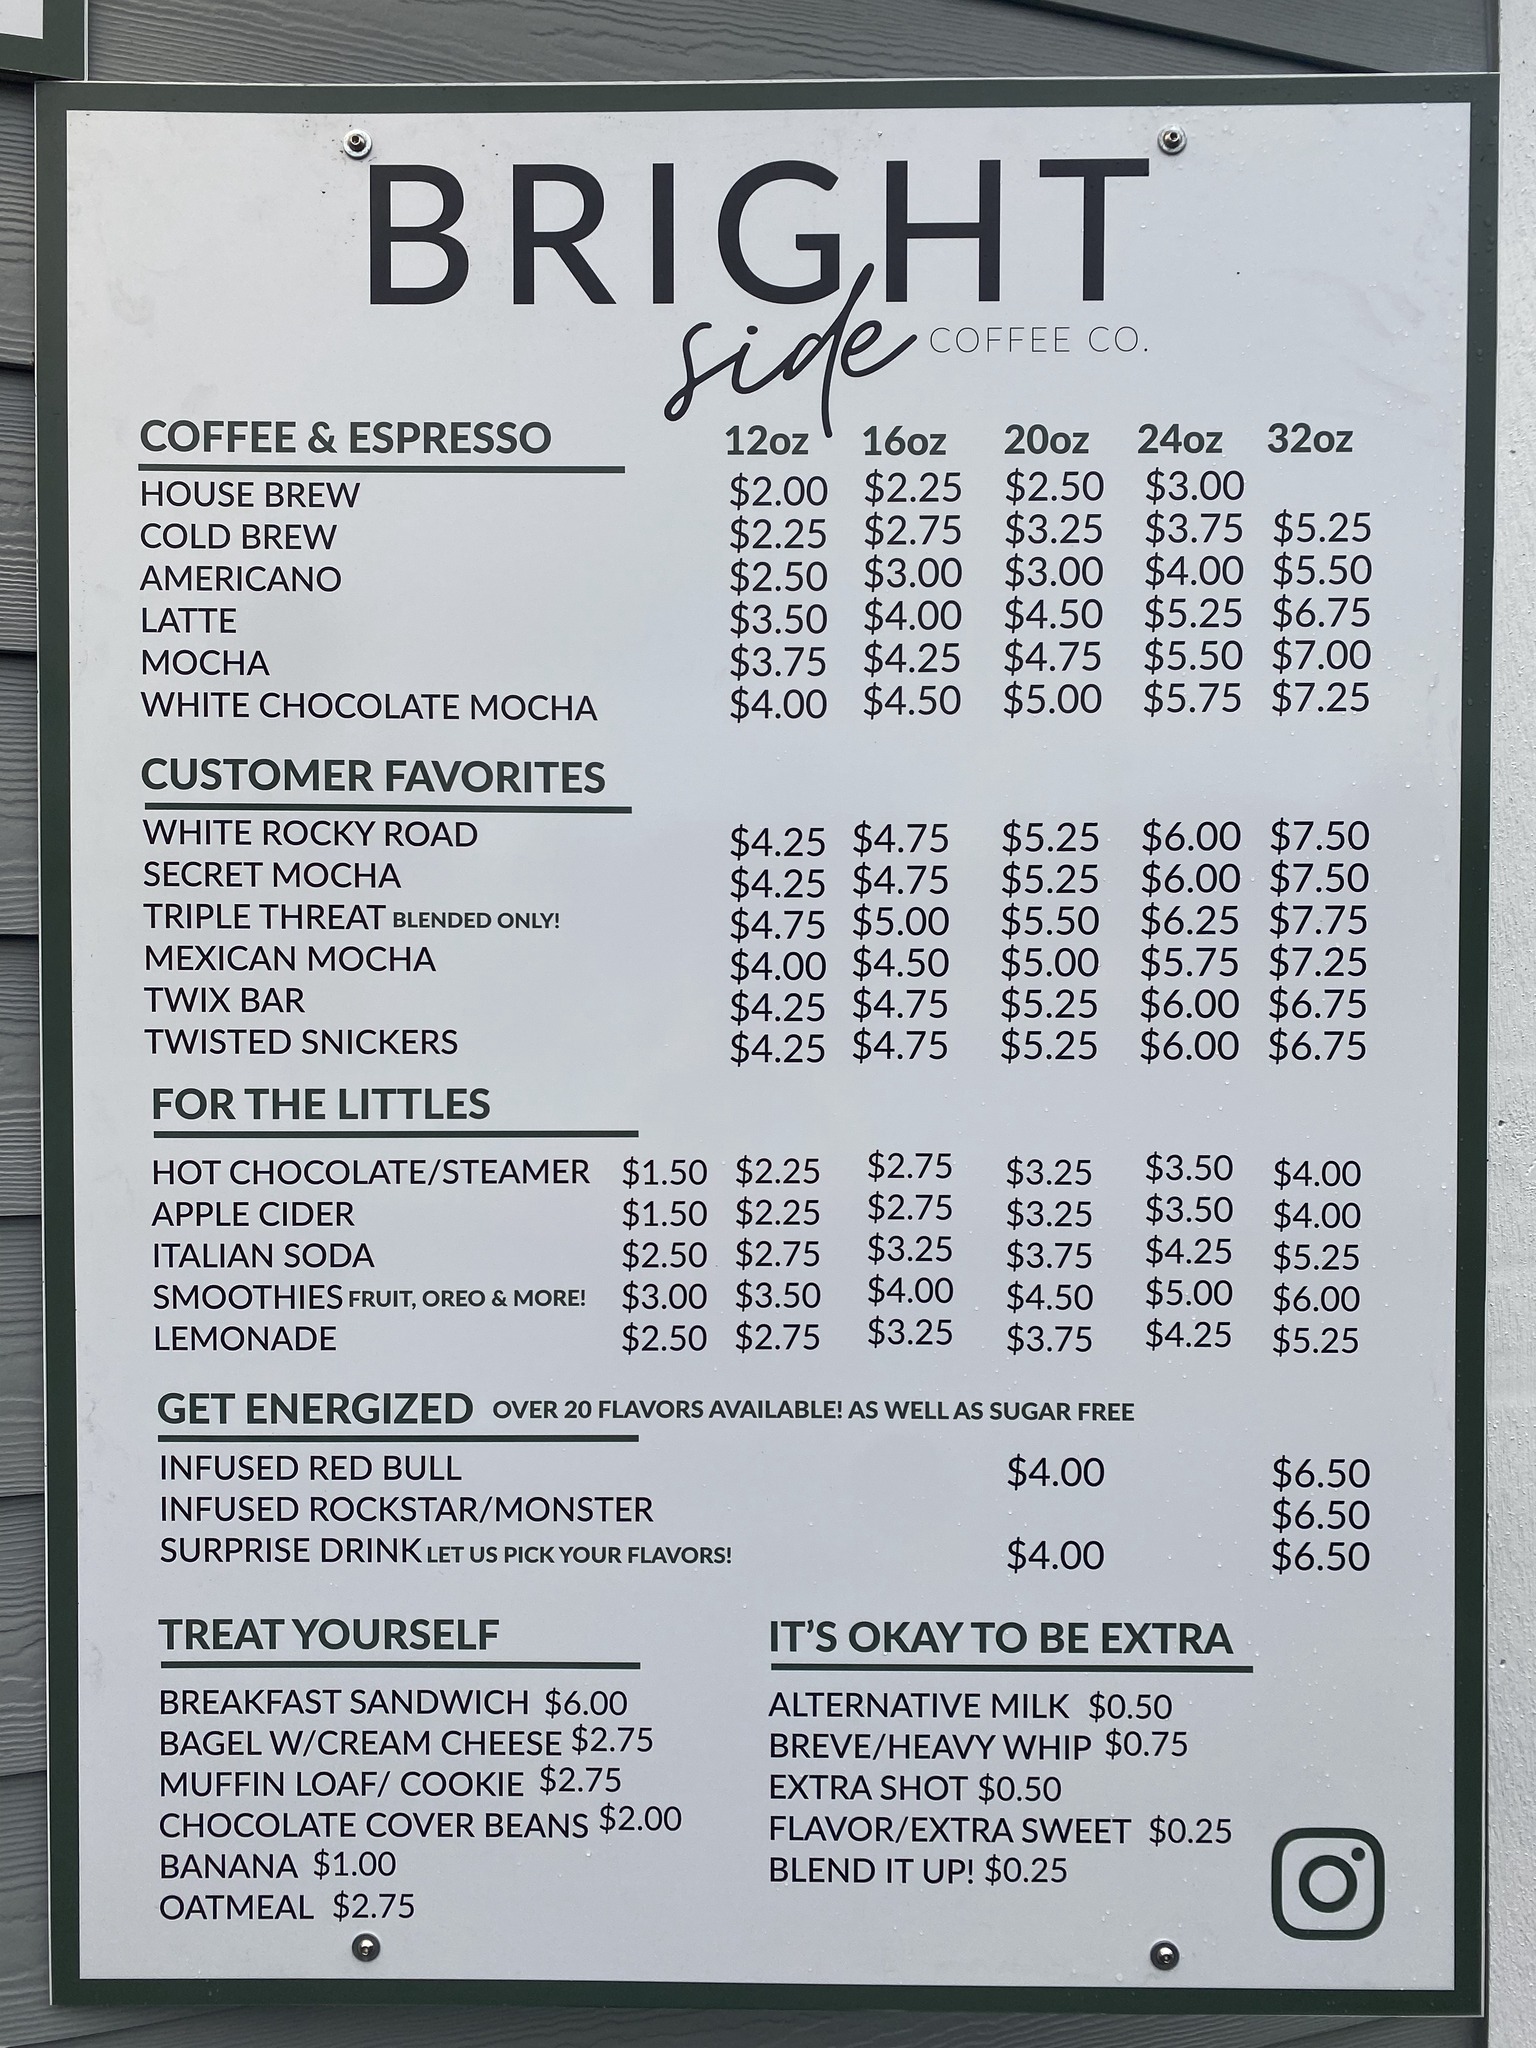 BRIGHT
side COFFEE CO.
COFFEE & ESPRESSO 12oz 16oz 20oz 24oz 32oz
HOUSE BREW $2.00 $2.25 $2.50 $3.00
COLD BREW $2.25 $2.75 $3.25 $3.75 $5.25
AMERICANO $2.50 $3.00 $3.00 $4.00 $5.50
LATTE $3.50 $4.00 $4.50 $5.25 $6.75
MOCHA $3.75 $4.25 $4.75 $5.50 $7.00
WHITE CHOCOLATE MOCHA $4.00 $4.50 $5.00 $5.75 $7.25
CUSTOMER FAVORITES
WHITE ROCKY ROAD $4.25 $4.75 $5.25 $6.00 $7.50
SECRET MOCHA $4.25 $4.75 $5.25 $6.00 $7.50
TRIPLE THREAT BLENDED ONLY! $4.75 $5.00 $5.50 $6.25 $7.75
MEXICAN MOCHA $4.00 $4.50 $5.00 $5.75 $7.25
TWIX BAR $4.25 $4.75 $5.25 $6.00 $6.75
TWISTED SNICKERS $4.25 $4.75 $5.25 $6.00 $6.75
FOR THE LITTLES
HOT CHOCOLATE/STEAMER $1.50 $2.25 $2.75 $3.25 $3.50 $4.00
APPLE CIDER $1.50 $2.25 $2.75 $3.25 $3.50 $4.00
ITALIAN SODA $2.50 $2.75 $3.25 $3.75 $4.25 $5.25
SMOOTHIES FRUIT, OREO & MORE! $3.00 $3.50 $4.00 $4.50 $5.00 $6.00
LEMONADE $2.50 $2.75 $3.25 $3.75 $4.25 $5.25
GET ENERGIZED OVER 20 FLAVORS AVAILABLE! AS WELL AS SUGAR FREE
INFUSED RED BULL $4.00 $6.50
INFUSED ROCKSTAR/MONSTER $6.50
SURPRISE DRINK LET US PICK YOUR FLAVORS! $4.00 $6.50
TREAT YOURSELF
BREAKFAST SANDWICH $6.00
BAGEL W/CREAM CHEESE $2.75
MUFFIN LOAF/ COOKIE $2.75
CHOCOLATE COVER BEANS $2.00
BANANA $1.00
OATMEAL $2.75
IT'S OKAY TO BE EXTRA
ALTERNATIVE MILK $0.50
BREVE/HEAVY WHIP $0.75
EXTRA SHOT $0.50
FLAVOR/EXTRA SWEET $0.25
BLEND IT UP! $0.25